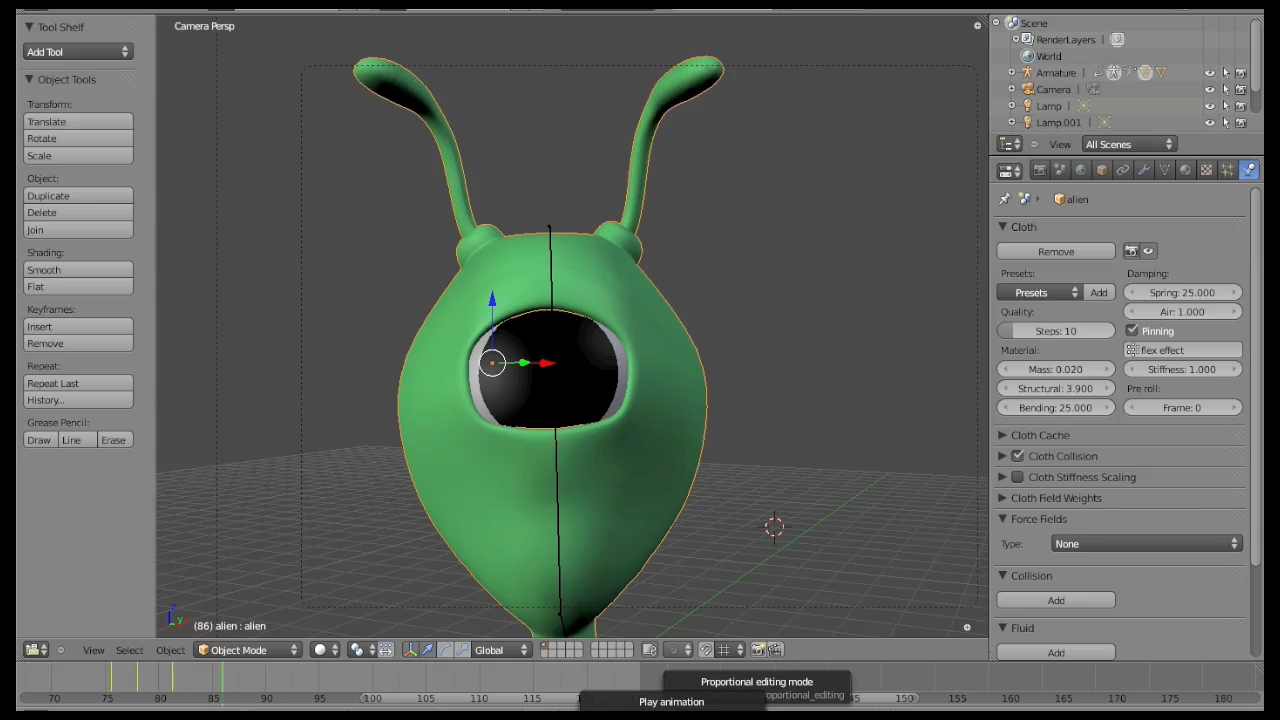 Tool Shelf
Add Tool
Object Tools
Transform:
Translate
Rotate
Scale
Object:
Duplicate
Delete
Join
Shading:
Smooth
Flat
Keyframes:
Insert
Remove
Repeat:
Repeat Last
History...
Grease Pencil:
Draw Line Erase
Camera Persp
(86) alien : alien
View Select Object Object Mode Global
Scene
RenderLayers
World
Armature
Camera
Lamp
Lamp.001
View All Scenes
alien
Cloth
Remove
Presets: Damping:
Presets Add Spring: 25.000
Quality: Air: 1.000
Steps: 10 Pinning
Material: flex effect
Mass: 0.020 Stiffness: 1.000
Structural: 3.900 Pre roll:
Bending: 25.000 Frame: 0
Cloth Cache
Cloth Collision
Cloth Stiffness Scaling
Cloth Field Weights
Force Fields
Type: None
Collision
Add
Fluid
Add
Proportional editing mode
roportional_editing
Play animation
70 75 80 85 90 95 100 105 110 115 150 155 160 165 170 175 180